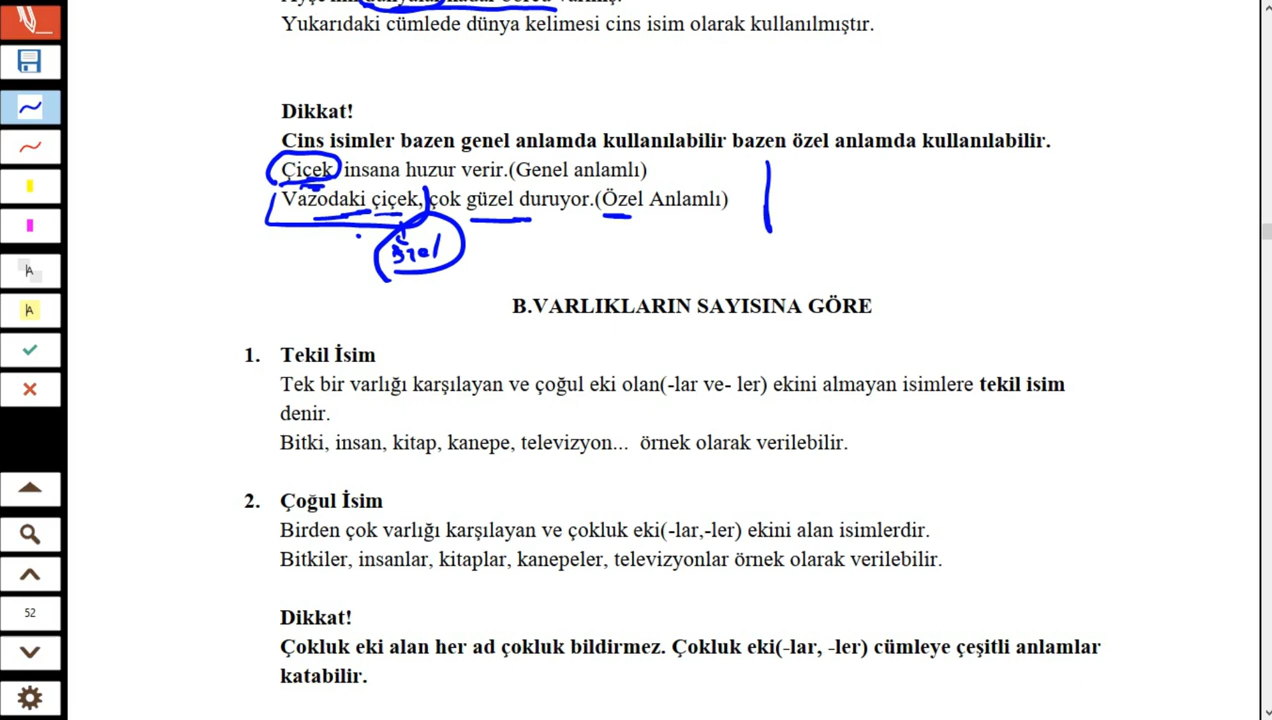 Yukarıdaki cümlede dünya kelimesi cins isim olarak kullanılmıştır.
Dikkat!
Cins isimler bazen genel anlamda kullanılabilir bazen özel anlamda kullanılabilir.
Çiçek insana huzur verir.(Genel anlamlı)
Vazodaki çiçek, çok güzel duruyor.(Özel Anlamlı)
özel
B.VARLIKLARIN SAYISINA GÖRE
1. Tekil İsim
Tek bir varlığı karşılayan ve çoğul eki olan(-lar ve- ler) ekini almayan isimlere tekil isim
denir.
Bitki, insan, kitap, kanepe, televizyon... örnek olarak verilebilir.
2. Çoğul İsim
Birden çok varlığı karşılayan ve çokluk eki(-lar,-ler) ekini alan isimlerdir.
Bitkiler, insanlar, kitaplar, kanepeler, televizyonlar örnek olarak verilebilir.
Dikkat!
Çokluk eki alan her ad çokluk bildirmez. Çokluk eki(-lar, -ler) cümleye çeşitli anlamlar
katabilir.
A
A
52